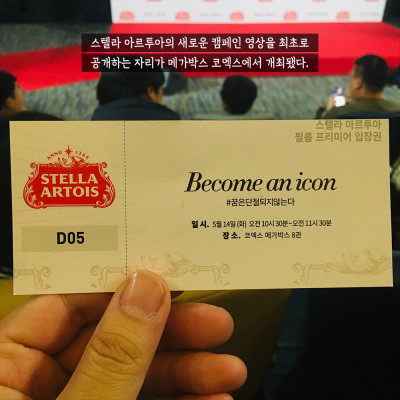 스텔라 아르투아의 새로운 캠페인 영상을 최초로
공개하는 자리가 메가박스 코엑스에서 개최됐다.
스텔라 아르투아
필름 프리미어 입장권
ANNO 1366
STELLA
ARTOIS
D05
Become an icon
#꿈은단절되지않는다
일 시. 5월 14일 (화) 오전 10시 30분~오전 11시 30분
장 소. 코엑스 메가박스 8관